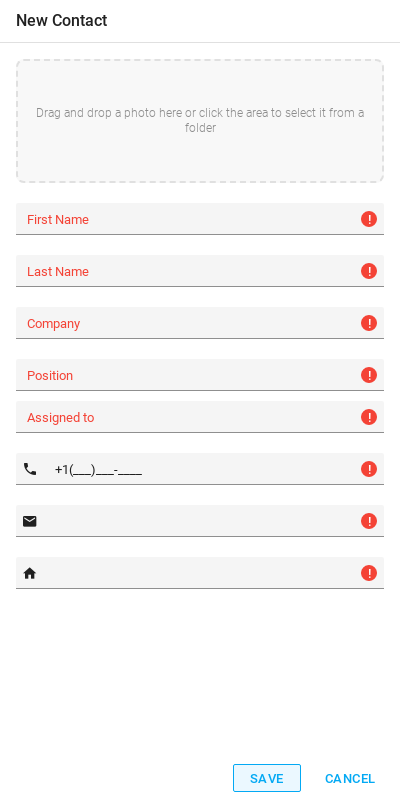 New Contact
Drag and drop a photo here or click the area to select it from a
folder
First Name
Last Name
Company
Position
Assigned to
+1(___)___-____
SAVE CANCEL